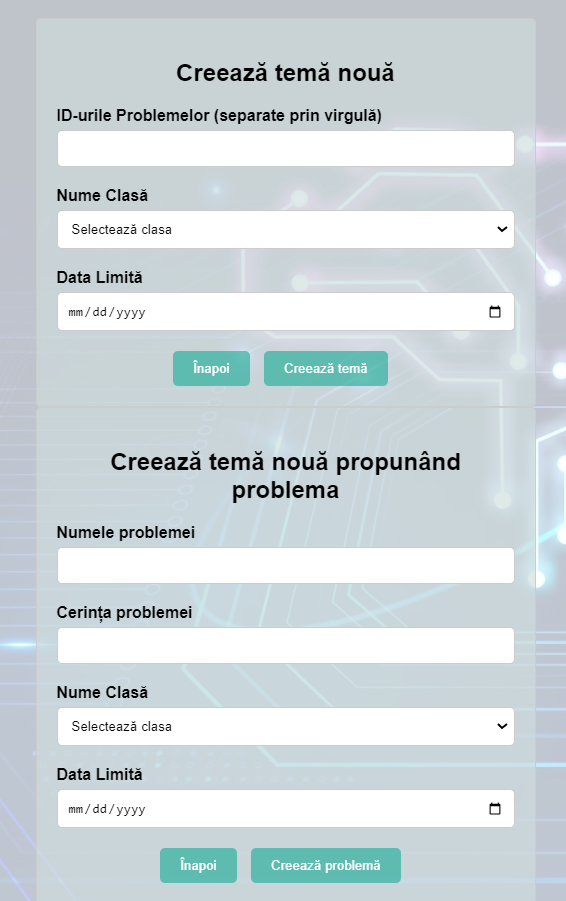 Creează temă nouă
ID-urile Problemelor (separate prin virgulă)
Nume Clasă
Selectează clasa
Data Limită
mm/dd/yyyy
Înapoi
Creează temă
Creează temă nouă propunând
problema
Numele problemei
Cerința problemei
Nume Clasă
Selectează clasa
Data Limită
mm/dd/yyyy
Înapoi
Creează problemă